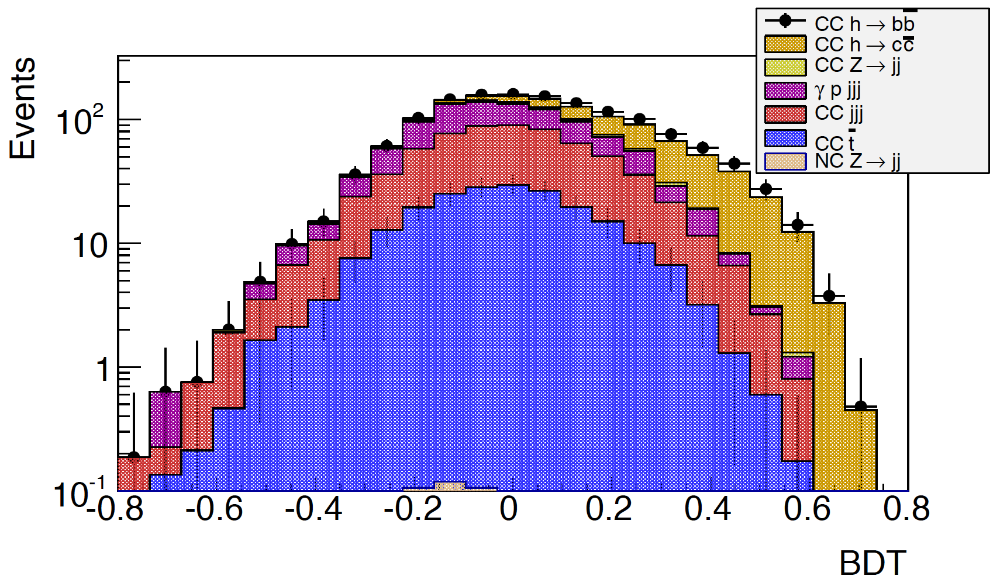 Events
10²
10
1
10⁻¹
-0.8 -0.6 -0.4 -0.2 0 0.2 0.4 0.6 0.8
BDT
CC h → bb̅
CC h → cc̅
CC Z → jj
γ p jjj
CC jjj
CC t̅
NC Z → jj